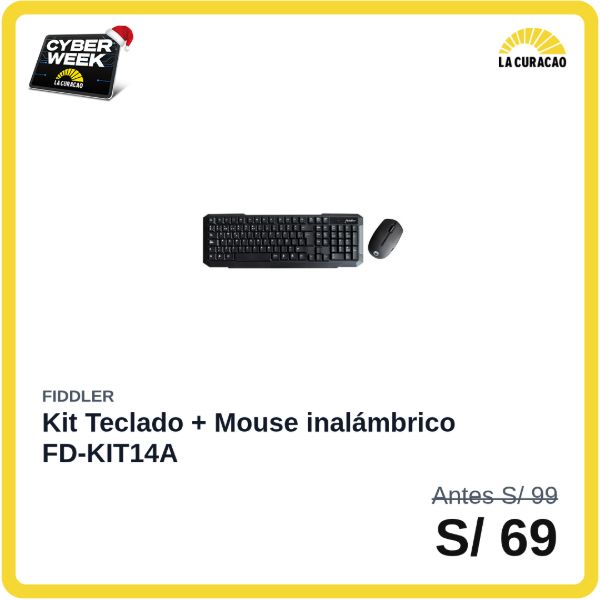 CYBER
WEEK
LA CURACAO
LA CURACAO
FIDDLER
Kit Teclado + Mouse inalámbrico
FD-KIT14A
Antes S/ 99
S/ 69